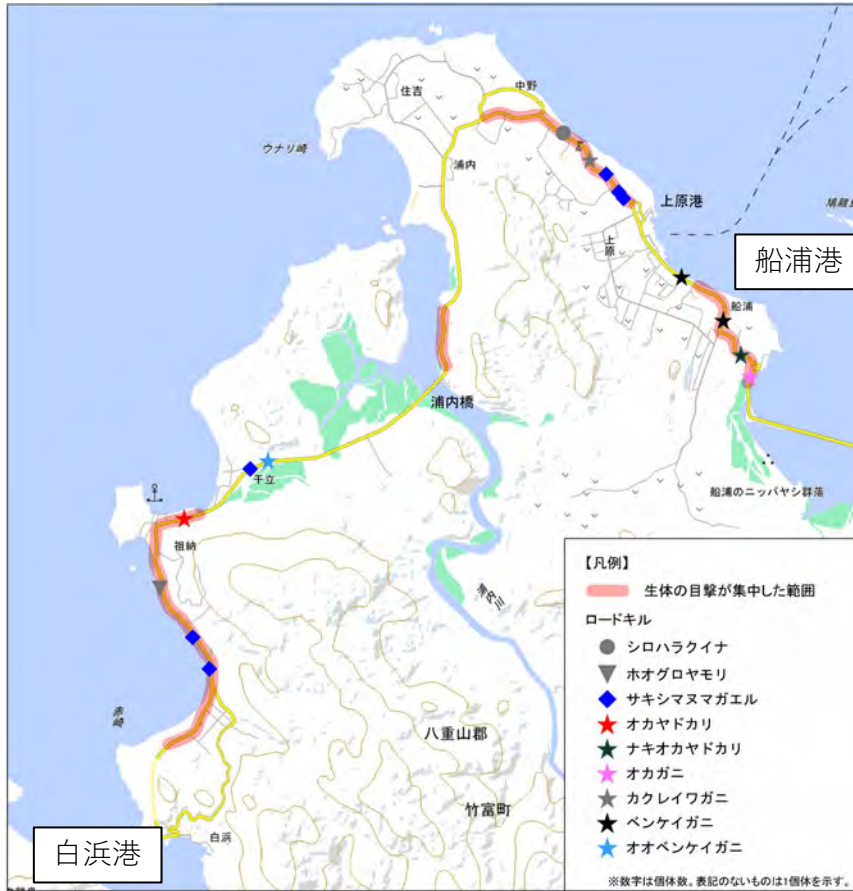 中野
住吉
ウナリ崎
浦内
上原港
鳩離島
上原
船浦港
船浦
浦内橋
干立
船浦のニッパヤシ群落
祖納
浦内川
赤崎
八重山郡
竹富町
白浜
白浜港
【凡例】
生体の目撃が集中した範囲
ロードキル
シロハラクイナ
ホオグロヤモリ
サキシマヌマガエル
オカヤドカリ
ナキオカヤドカリ
オカガニ
カクレイワガニ
ベンケイガニ
オオベンケイガニ
※数字は個体数。表記のないものは1個体を示す。